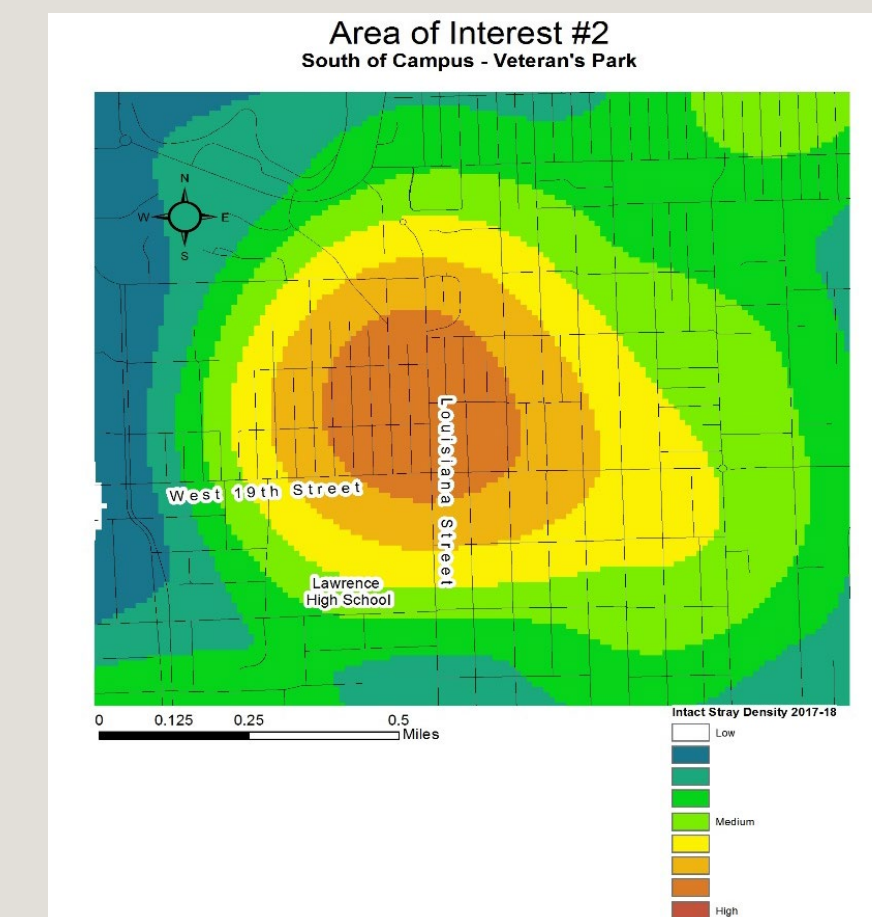 Area of Interest #2
South of Campus - Veteran's Park
N
W E
S
Louisiana Street
West 19th Street
Lawrence
High School
0 0.125 0.25 0.5
Miles
Intact Stray Density 2017-18
Low
Medium
High